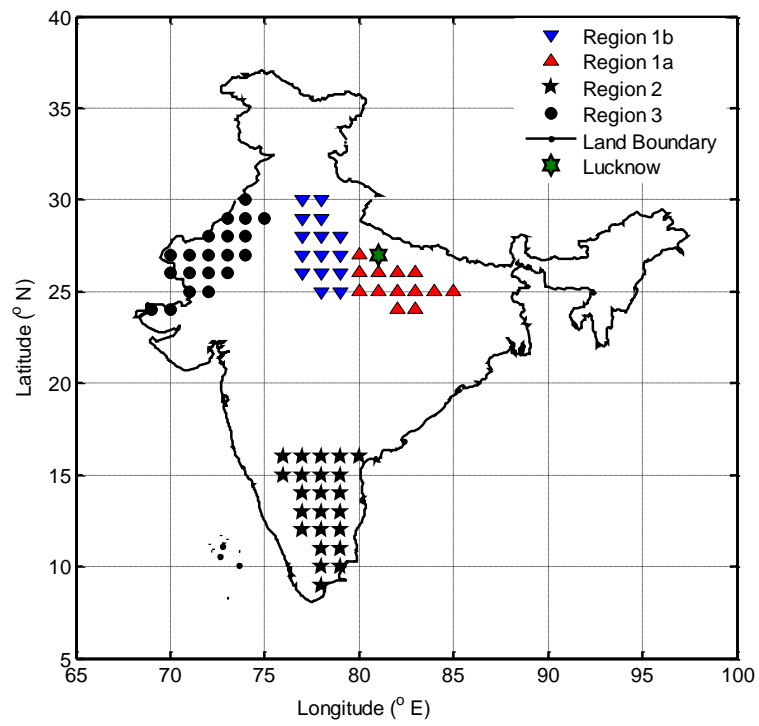 40
35
30
25
20
15
10
5
65 70 75 80 85 90 95 100
Latitude (° N)
Longitude (° E)
Region 1b
Region 1a
Region 2
Region 3
Land Boundary
Lucknow